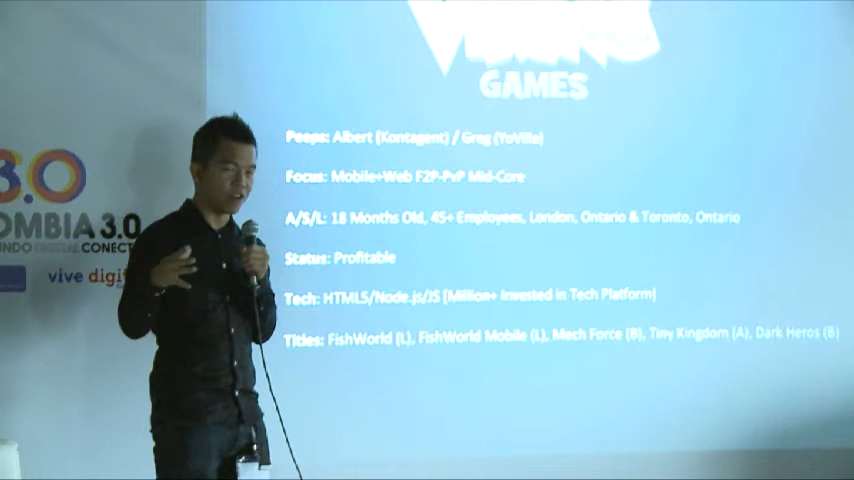 GAMES
Peeps: Albert (Kontagent) / Greg (YoVille)
Focus: Mobile+Web F2P-PvP Mid-Core
A/S/L: 18 Months Old, 45+ Employees, London, Ontario & Toronto, Ontario
Status: Profitable
Tech: HTML5/Node.js/JS [Million+ Invested in Tech Platform]
Titles: FishWorld (L), FishWorld Mobile (L), Mech Force (B), Tiny Kingdom (A), Dark Heros (B)
3.0
OMBIA 3.0
UNDO DIGITAL.CONECT
vive digit